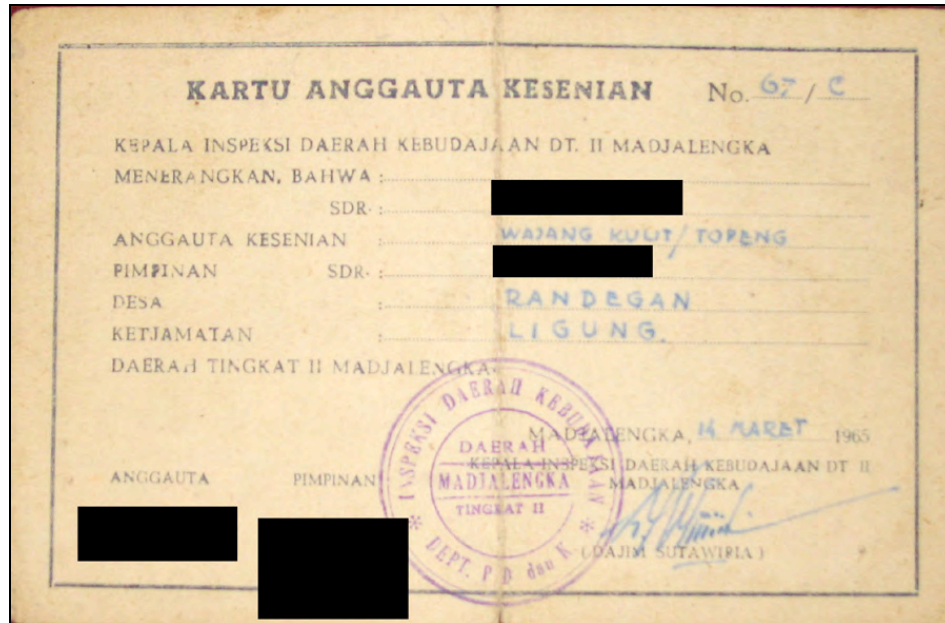 KARTU ANGGAUTA KESENIAN No. 67 / C
KEPALA INSPEKSI DAERAH KEBUDAJAAN DT. II MADJALENGKA
MENERANGKAN, BAHWA :
SDR. :
ANGGAUTA KESENIAN : WAJANG KULIT / TOPENG
PIMPINAN SDR. :
DESA : RANDEGAN
KETJAMATAN : LIGUNG.
DAERAH TINGKAT II MADJALENGKA.
INSPEKSI DAERAH KEBUDAJAAN
DAERAH
MADJALENGKA
TINGKAT II
* DEPT. P D dan K *
MADJALENGKA, 14 MARET 1965
KEPALA INSPEKSI DAERAH KEBUDAJAAN DT II
MADJALENGKA
ANGGAUTA PIMPINAN
( DAJIM SUTAWIRIA )